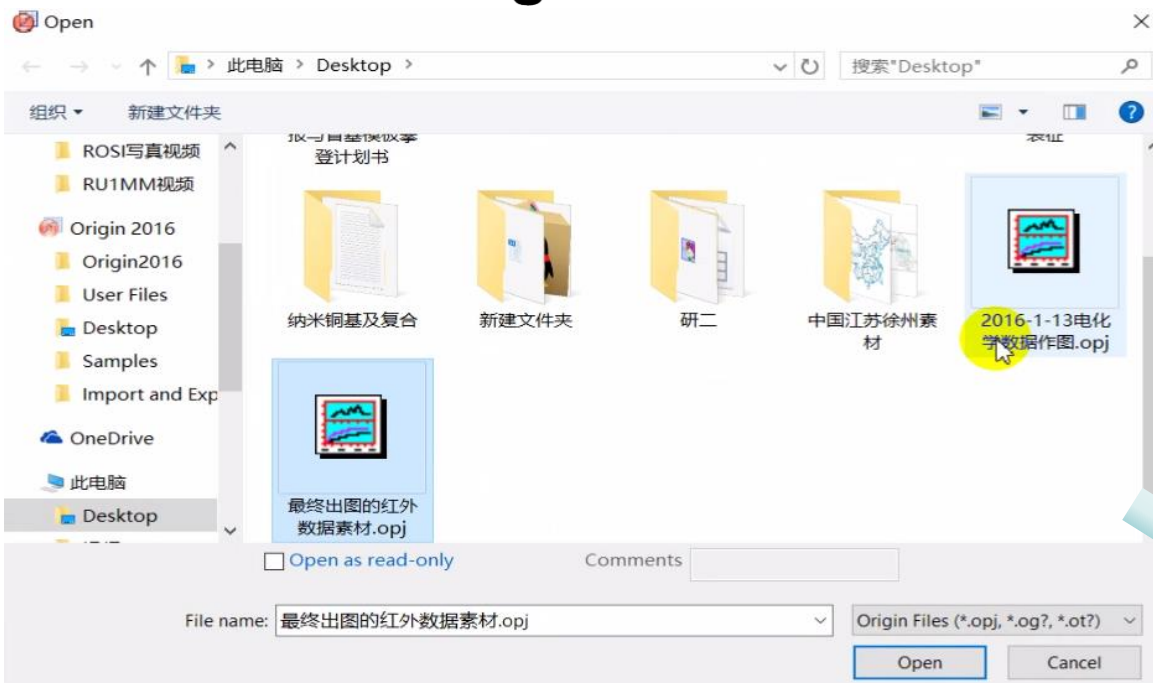 g
Open
此电脑 > Desktop >
搜索"Desktop"
组织
新建文件夹
ROSI写真视频
RU1MM视频
Origin 2016
Origin2016
User Files
Desktop
Samples
Import and Exp
OneDrive
此电脑
Desktop
登计划书
表征
纳米铜基及复合
新建文件夹
研二
中国江苏徐州素
材
2016-1-13电化
学数据作图.opj
最终出图的红外
数据素材.opj
Open as read-only
Comments
File name:
最终出图的红外数据素材.opj
Origin Files (*.opj, *.og?, *.ot?)
Open
Cancel